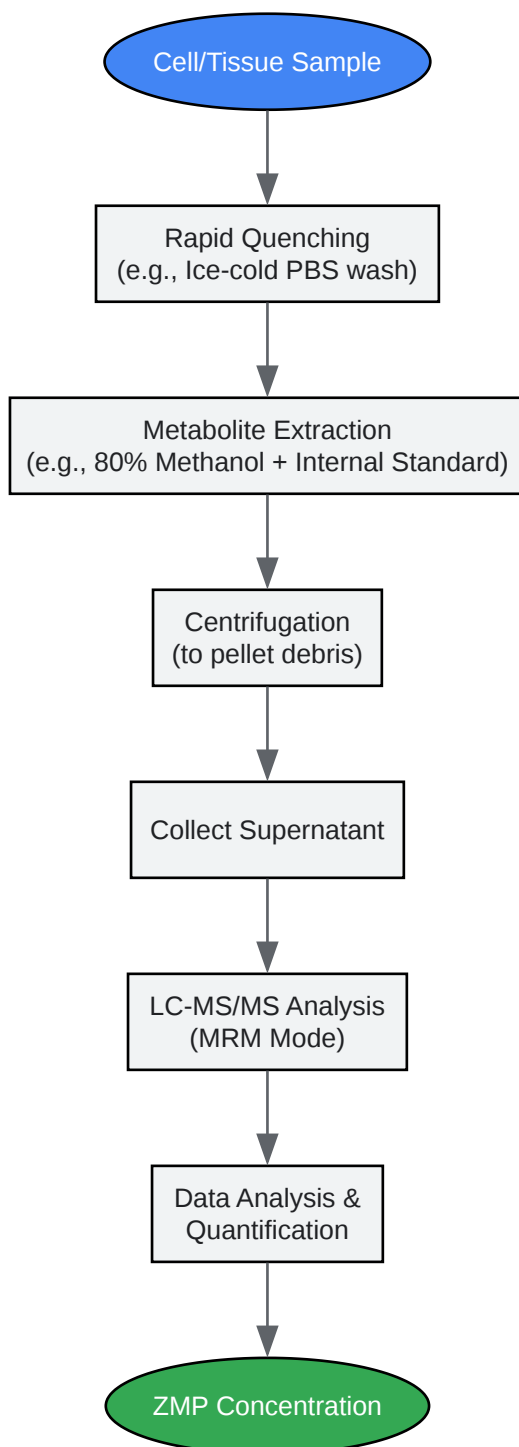 Cell/Tissue Sample
Rapid Quenching
(e.g., Ice-cold PBS wash)
Metabolite Extraction
(e.g., 80% Methanol + Internal Standard)
Centrifugation
(to pellet debris)
Collect Supernatant
LC-MS/MS Analysis
(MRM Mode)
Data Analysis &
Quantification
ZMP Concentration